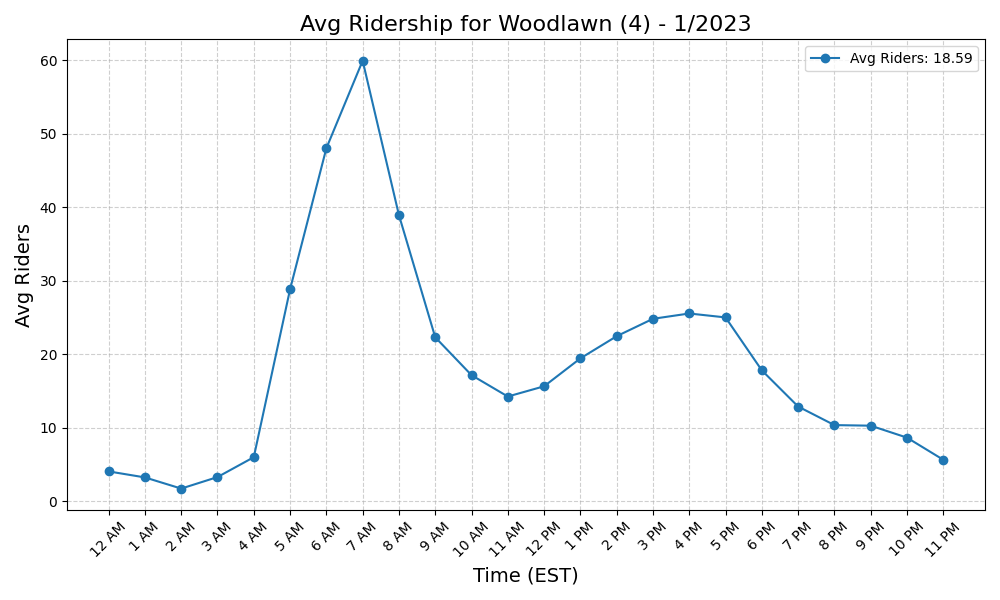 Avg Ridership for Woodlawn (4) - 1/2023
Avg Riders: 18.59
Avg Riders
60
50
40
30
20
10
0
12 AM
1 AM
2 AM
3 AM
4 AM
5 AM
6 AM
7 AM
8 AM
9 AM
10 AM
11 AM
12 PM
1 PM
2 PM
3 PM
4 PM
5 PM
6 PM
7 PM
8 PM
9 PM
10 PM
11 PM
Time (EST)